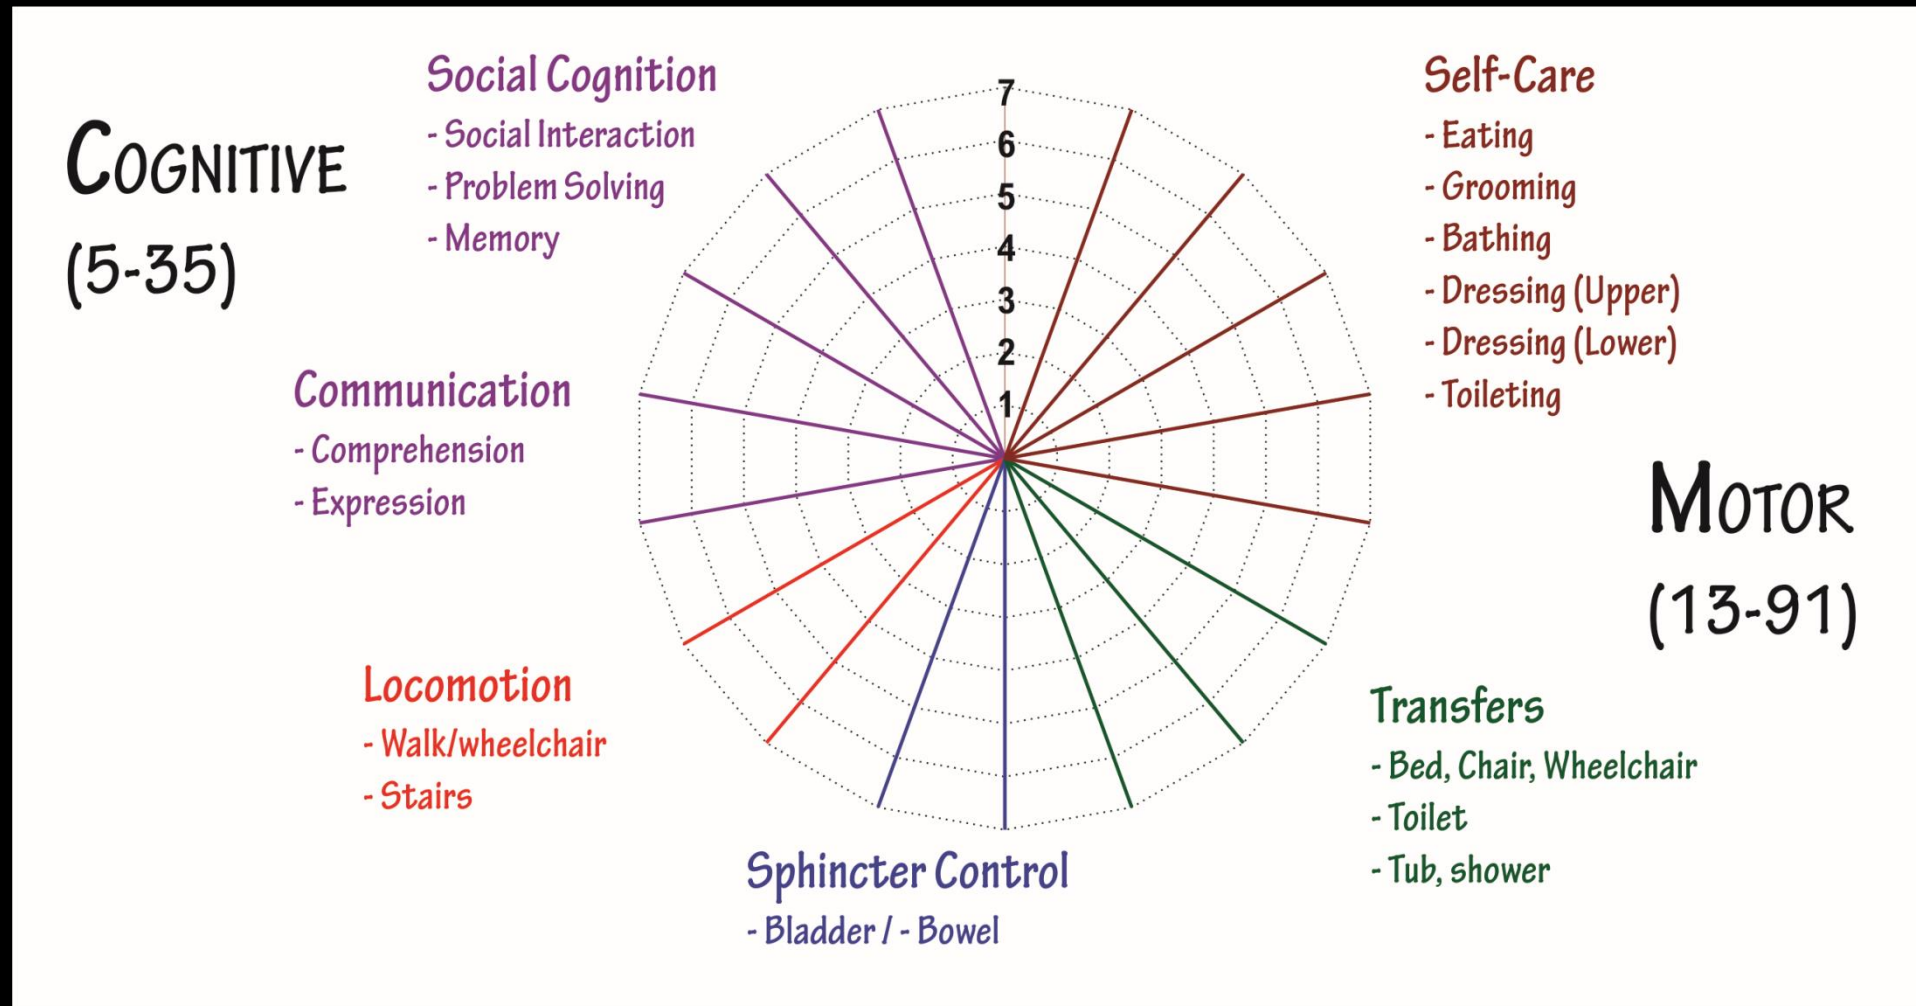 COGNITIVE
(5-35)
Social Cognition
- Social Interaction
- Problem Solving
- Memory
Communication
- Comprehension
- Expression
Locomotion
- Walk/wheelchair
- Stairs
Sphincter Control
- Bladder / - Bowel
7
6
5
4
3
2
1
Self-Care
- Eating
- Grooming
- Bathing
- Dressing (Upper)
- Dressing (Lower)
- Toileting
MOTOR
(13-91)
Transfers
- Bed, Chair, Wheelchair
- Toilet
- Tub, shower